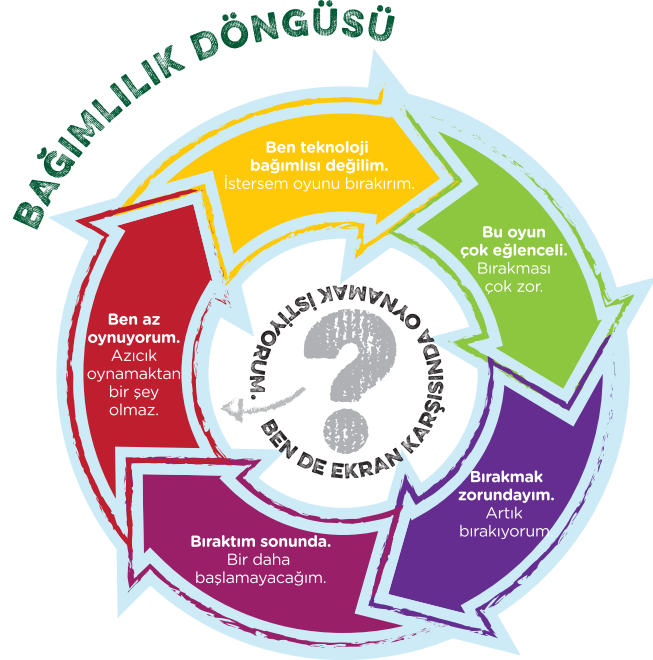 BAĞIMLILIK DÖNGÜSÜ
Ben teknoloji
bağımlısı değilim.
İstersem oyunu bırakırım.
Bu oyun
çok eğlenceli.
Bırakması
çok zor.
Bırakmak
zorundayım.
Artık
bırakıyorum.
Bıraktım sonunda.
Bir daha
başlamayacağım.
Ben az
oynuyorum.
Azıcık
oynamaktan
bir şey
olmaz.
BEN DE EKRAN KARŞISINDA OYNAMAK İSTİYORUM.
?